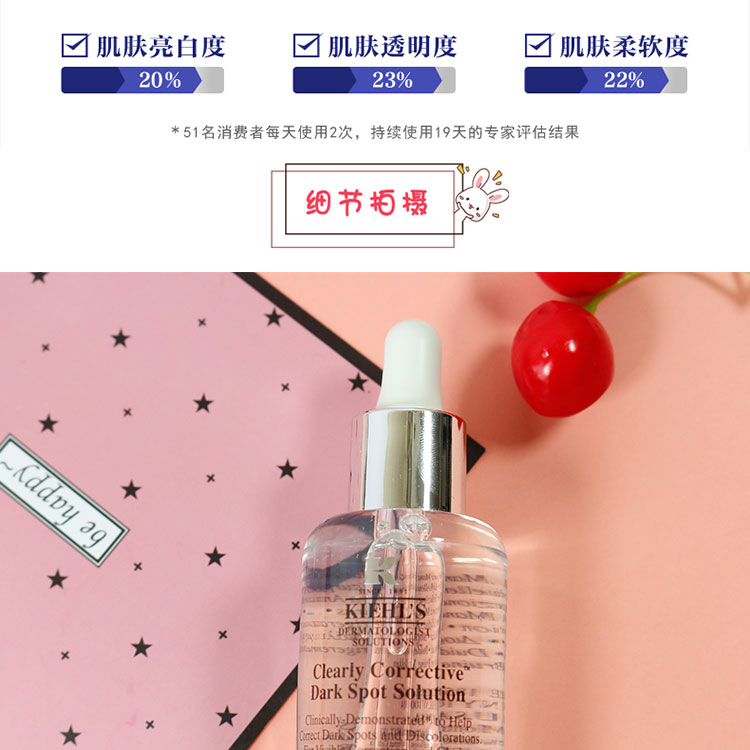 肌肤亮白度
肌肤透明度
肌肤柔软度
20%
23%
22%
*51名消费者每天使用2次，持续使用19天的专家评估结果
细节拍摄
be happy~
K
SINCE 1851
KIEHL'S
DERMATOLOGIST
SOLUTIONS
Clearly Corrective™
Dark Spot Solution
Clinically-Demonstrated to Help
Correct Dark Spots and Discolorations